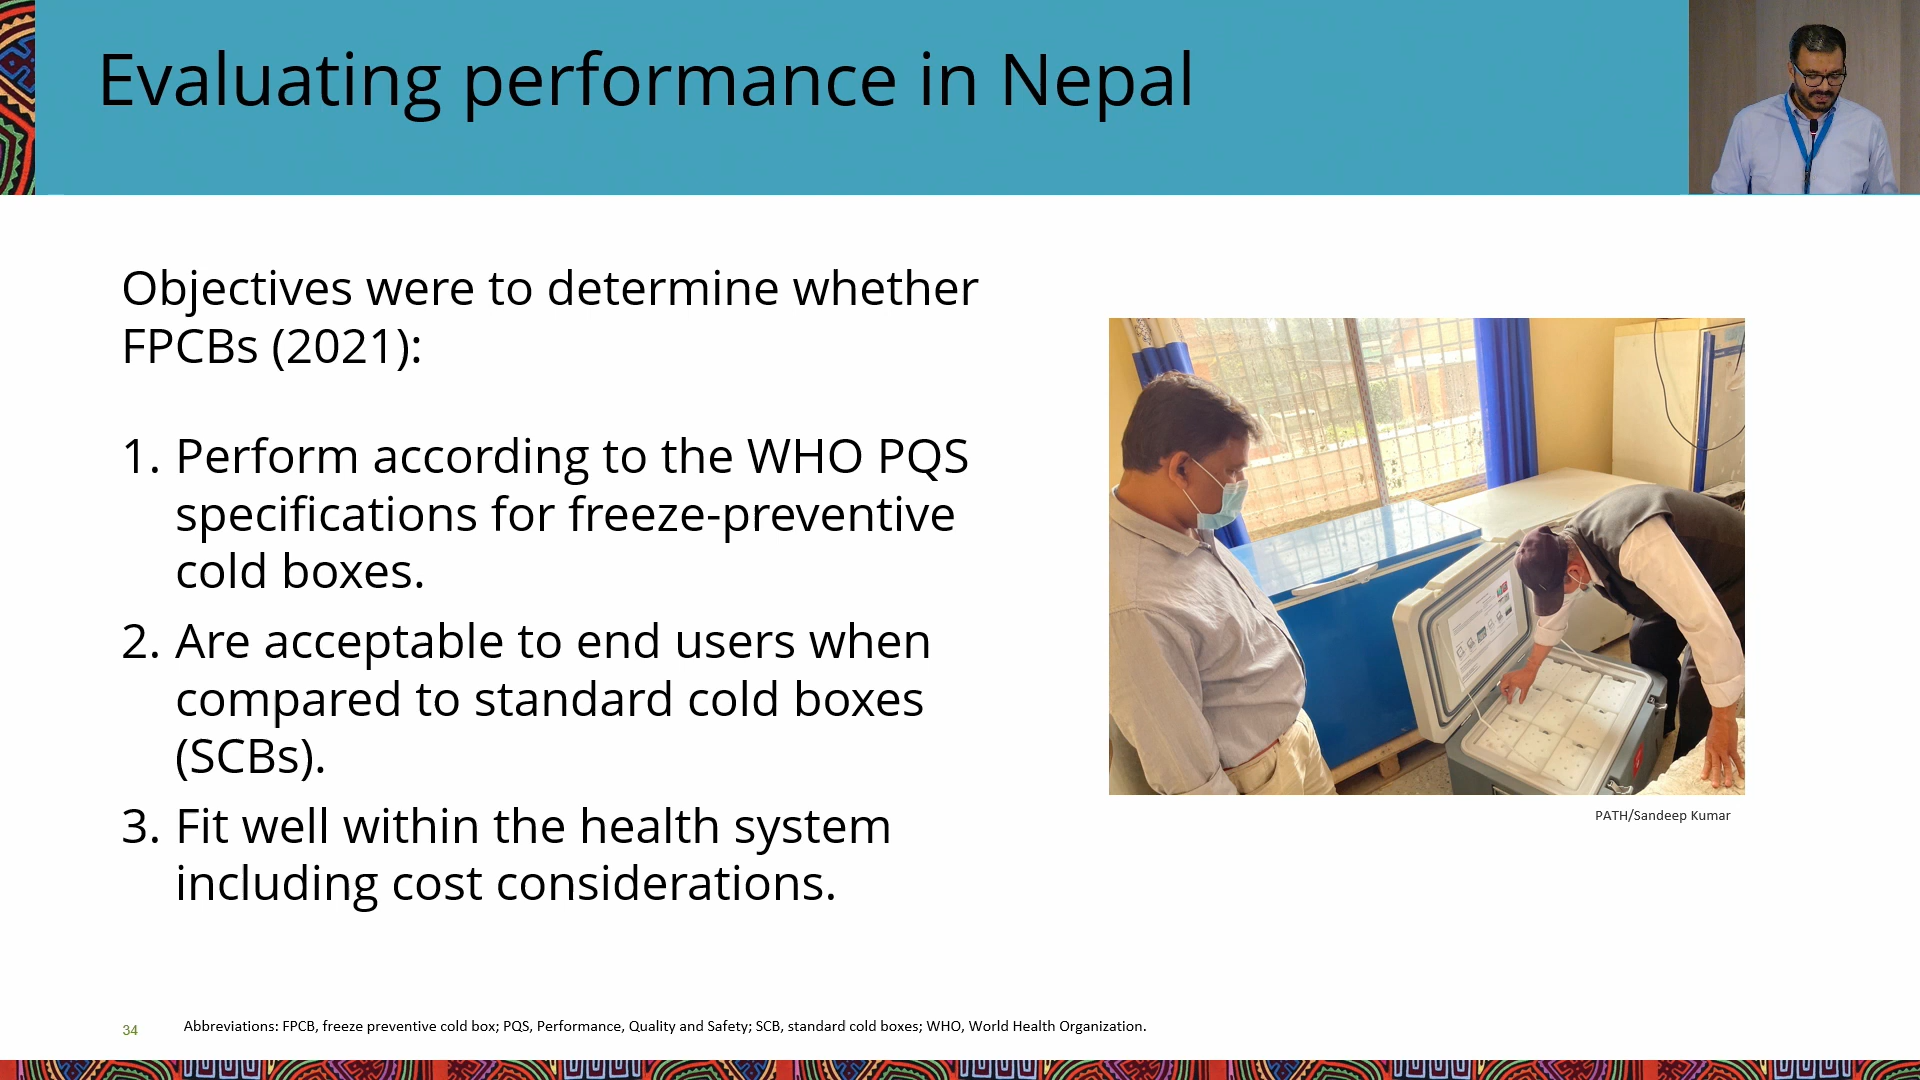 Evaluating performance in Nepal
Objectives were to determine whether
FPCBs (2021):
1. Perform according to the WHO PQS
specifications for freeze-preventive
cold boxes.
2. Are acceptable to end users when
compared to standard cold boxes
(SCBs).
3. Fit well within the health system
including cost considerations.
PATH/Sandeep Kumar
34
Abbreviations: FPCB, freeze preventive cold box; PQS, Performance, Quality and Safety; SCB, standard cold boxes; WHO, World Health Organization.